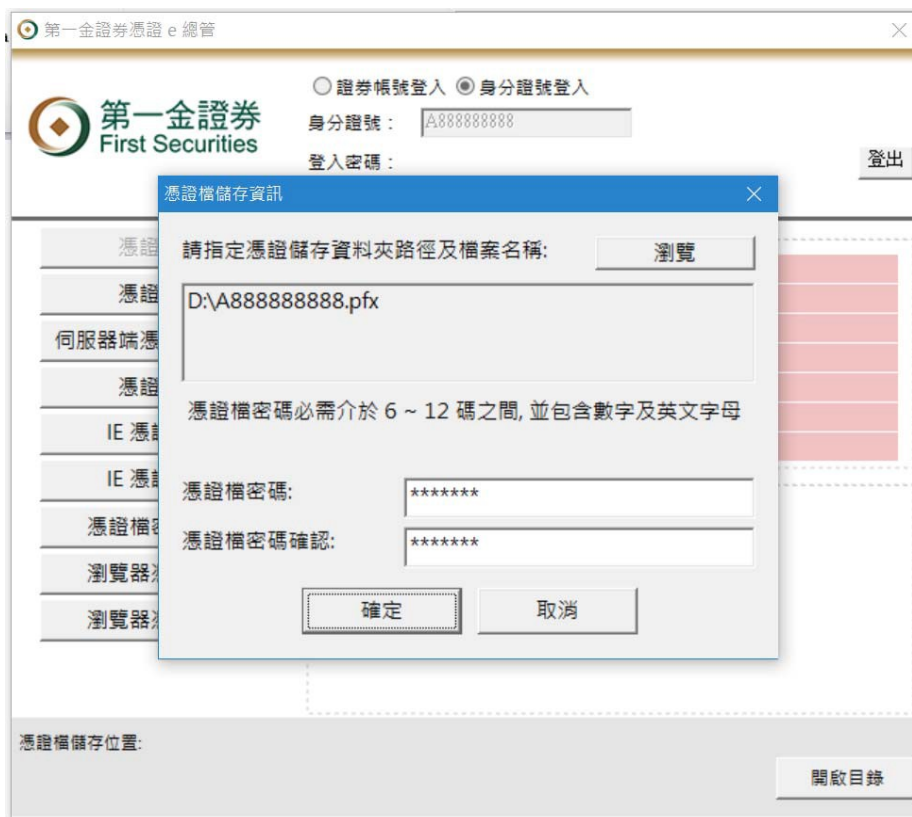 第一金證券憑證 e 總管
第一金證券
First Securities
證券帳號登入 身分證號登入
身分證號：
A888888888
登入密碼：
登出
憑證檔儲存資訊
請指定憑證儲存資料夾路徑及檔案名稱:
瀏覽
D:\A888888888.pfx
憑證檔密碼必需介於 6 ~ 12 碼之間, 並包含數字及英文字母
憑證檔密碼:
*******
憑證檔密碼確認:
*******
確定
取消
憑證
憑證
伺服器端憑
憑證
IE 憑
IE 憑
憑證檔
瀏覽器
瀏覽器
憑證檔儲存位置:
開啟目錄